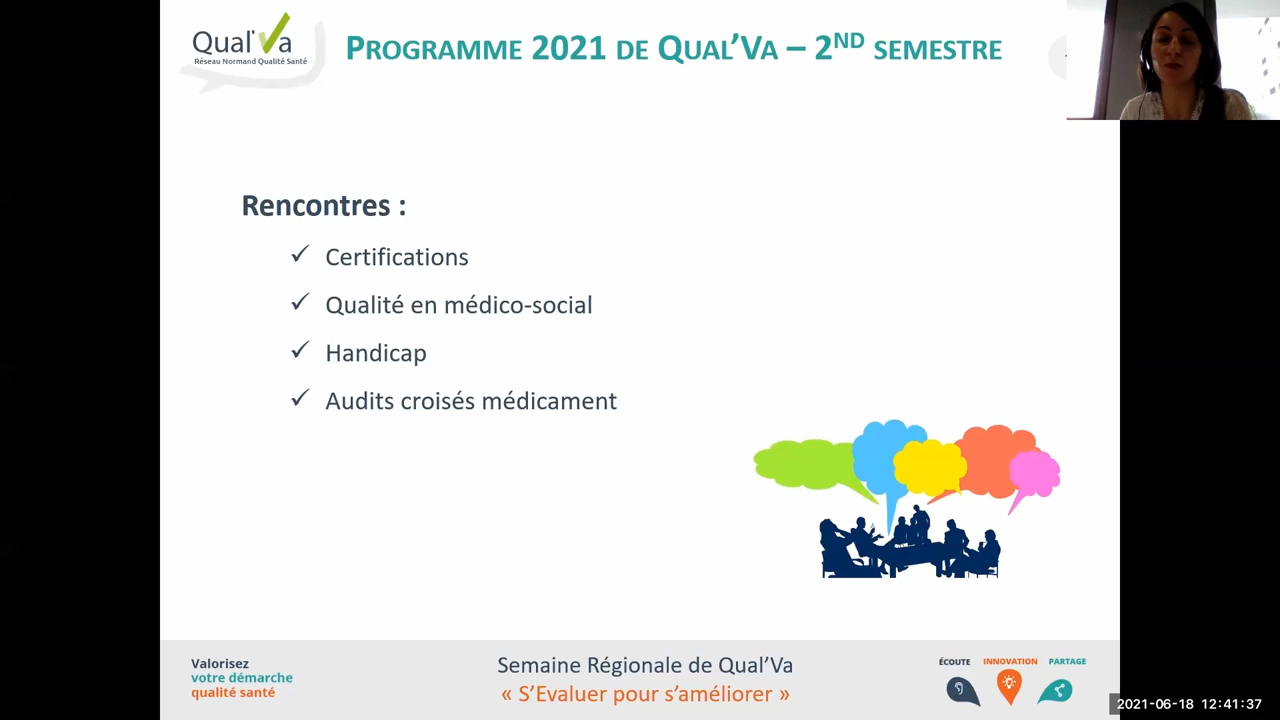 Qual'Va
Réseau Normand Qualité Santé
PROGRAMME 2021 DE QUAL'VA – 2ND SEMESTRE
Rencontres :
✓ Certifications
✓ Qualité en médico-social
✓ Handicap
✓ Audits croisés médicament
Valorisez
votre démarche
qualité santé
Semaine Régionale de Qual'Va
« S'Evaluer pour s'améliorer »
ÉCOUTE INNOVATION PARTAGE
2021-06-18 12:41:37